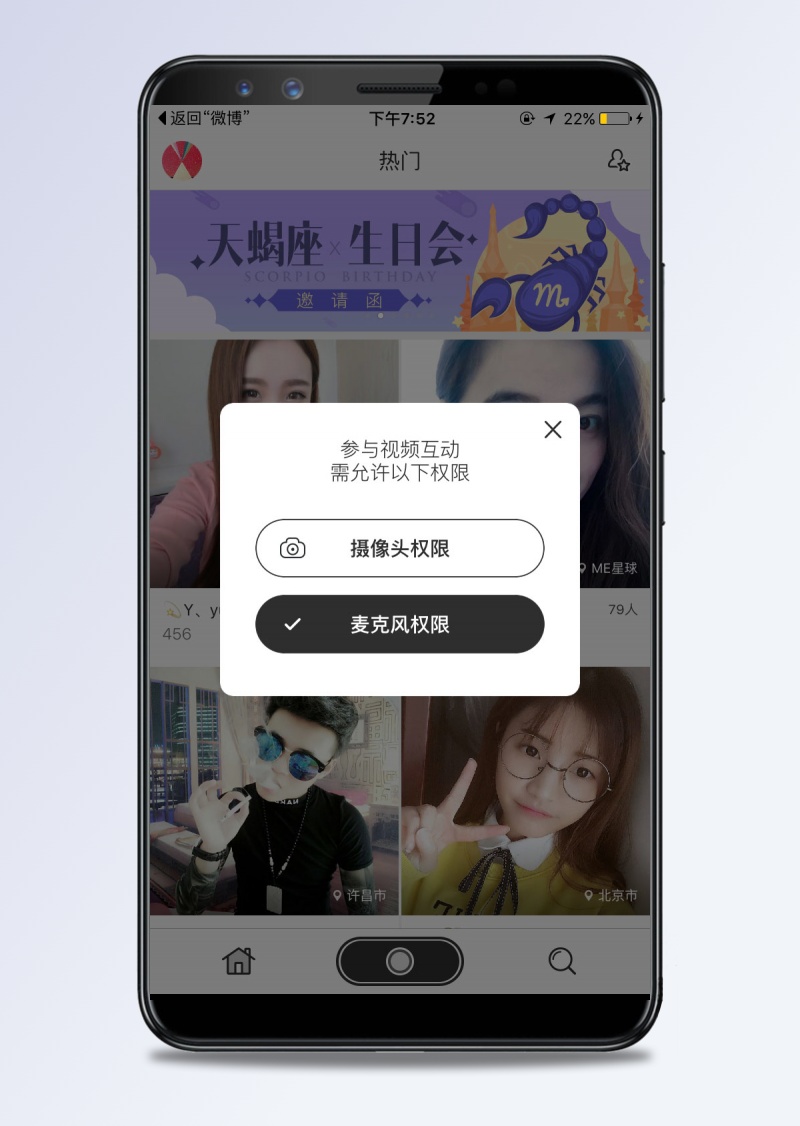 返回“微博”
下午7:52
22%
热门
天蝎座 x 生日会
SCORPIO BIRTHDAY
邀请函
参与视频互动
需允许以下权限
摄像头权限
麦克风权限
ME星球
Y、
456
79人
许昌市
北京市